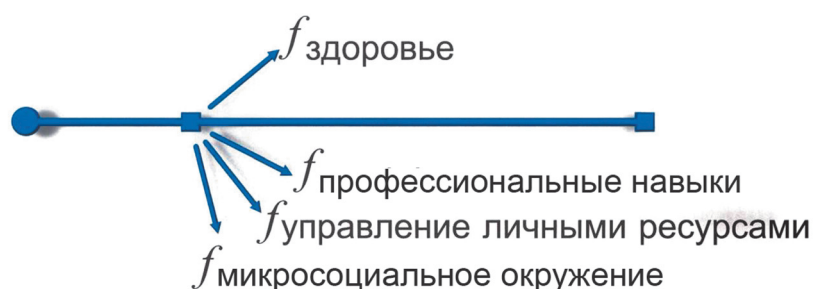 f здоровье
f профессиональные навыки
f управление личными ресурсами
f микросоциальное окружение